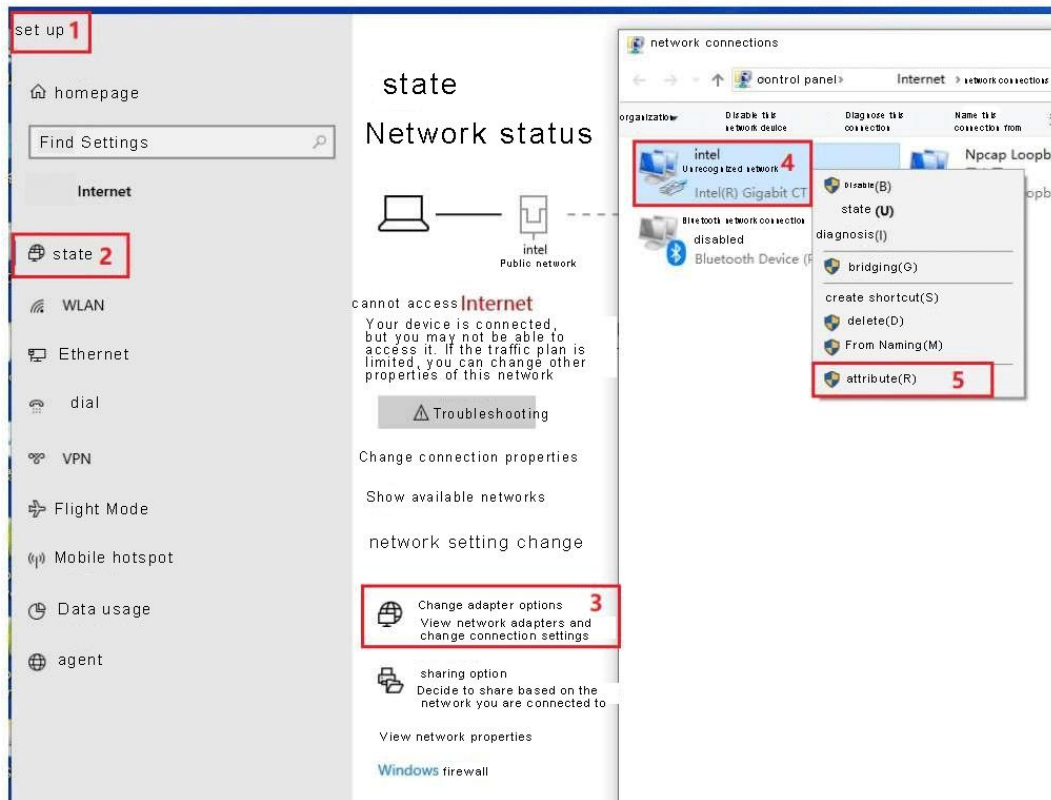 set up 1
homepage
Find Settings
Internet
state 2
WLAN
Ethernet
dial
VPN
Flight Mode
Mobile hotspot
Data usage
agent
state
Network status
intel
Public network
cannot access Internet
Your device is connected,
but you may not be able to
access it. If the traffic plan is
limited, you can change other
properties of this network
Troubleshooting
Change connection properties
Show available networks
network setting change
Change adapter options 3
View network adapters and
change connection settings
sharing option
Decide to share based on the
network you are connected to
View network properties
Windows firewall
network connections
control panel> Internet > network connections
organization Disable this Diagnose this Name this
network device connection connection from
intel 4
Unrecognized network
Intel(R) Gigabit CT
Npcap Loopb
opb
Bluetooth network connection
disabled
Bluetooth Device (
Disable(B)
state (U)
diagnosis(I)
bridging(G)
create shortcut(S)
delete(D)
From Naming(M)
attribute(R) 5